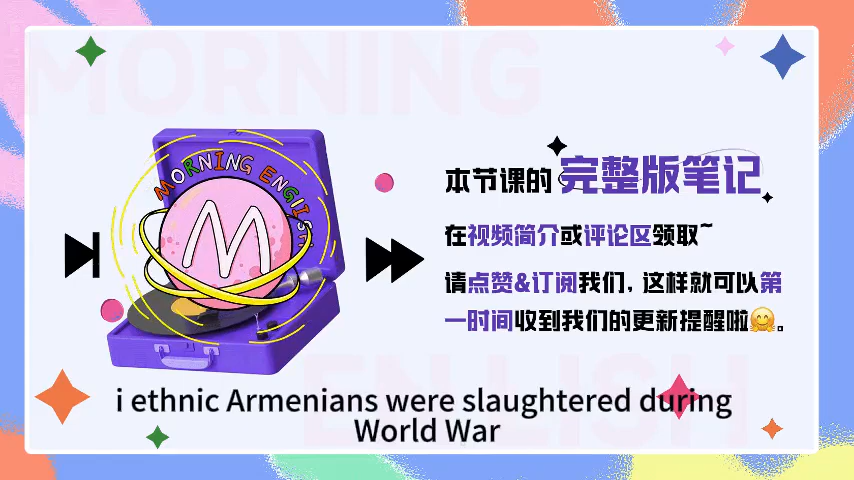 MORNING
MORNING ENGLISH
M
本节课的 完整版笔记
在视频简介或评论区领取~
请点赞&订阅我们, 这样就可以第
一时间收到我们的更新提醒啦🤗。
ENGLISH
i ethnic Armenians were slaughtered during
World War